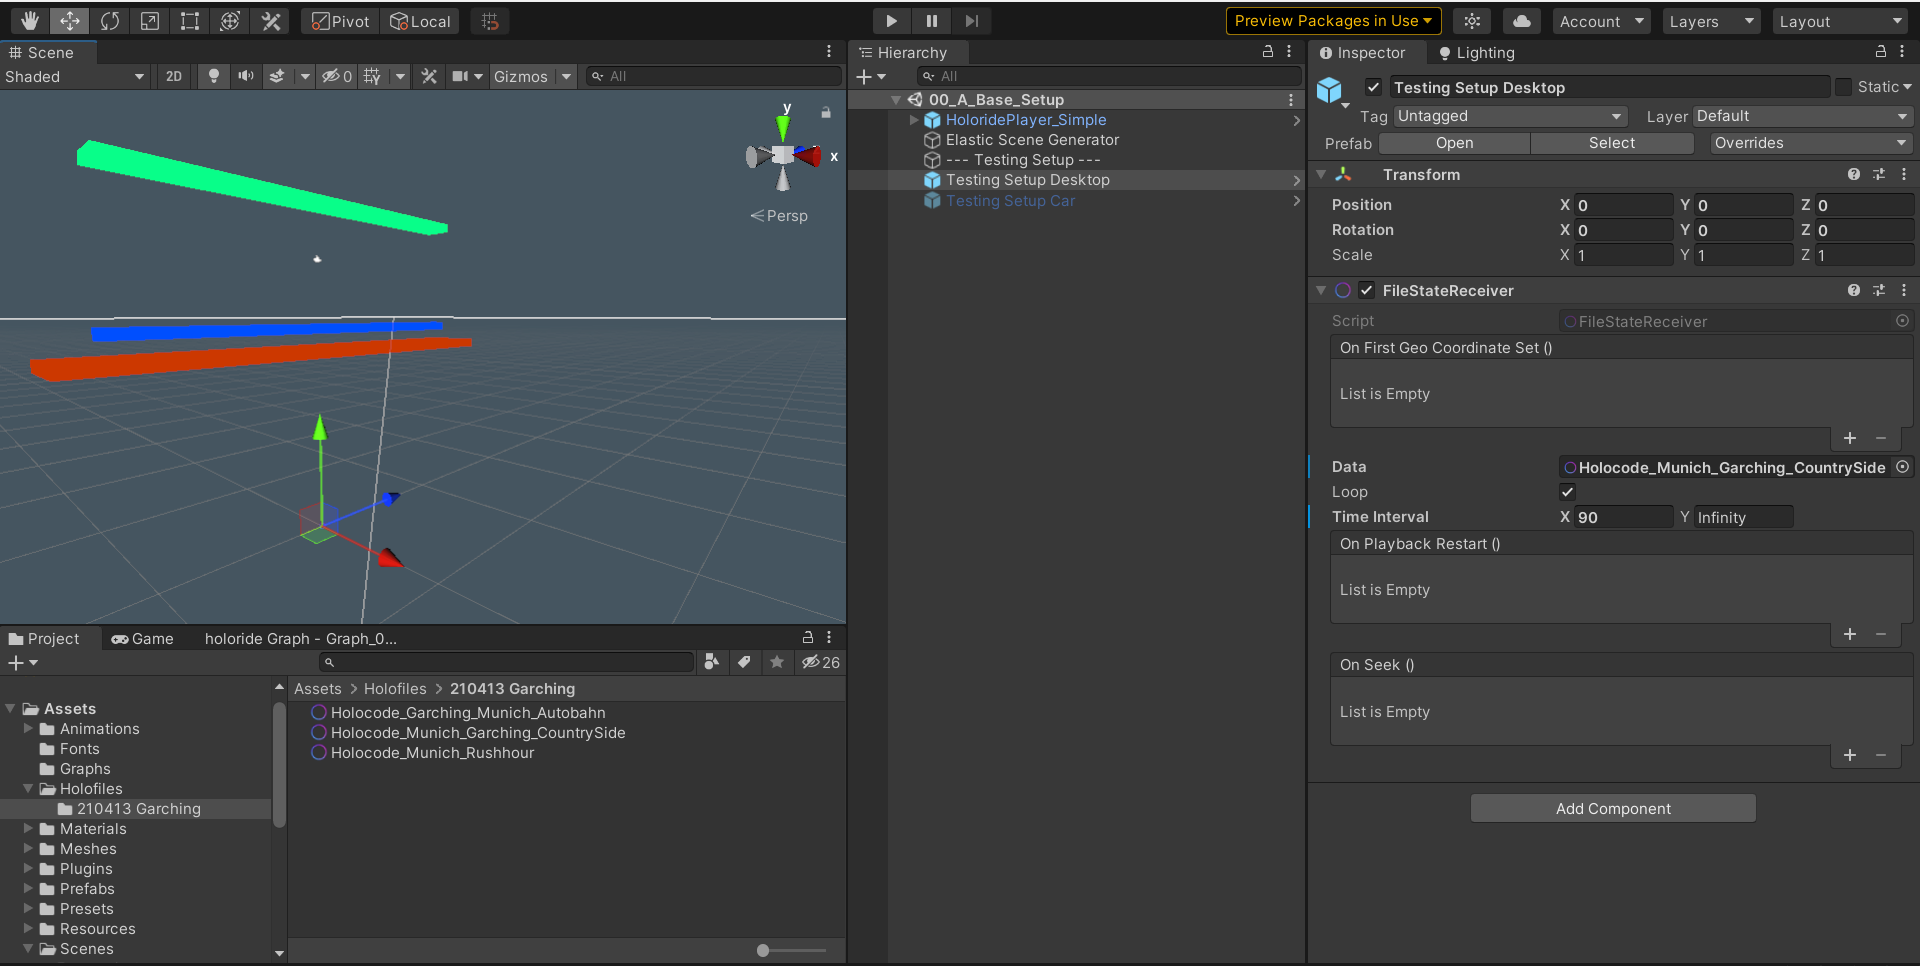 Pivot Local Preview Packages in Use Account Layers Layout
Scene
Shaded 2D 0 Gizmos All
y
x
Persp
Hierarchy
All
00_A_Base_Setup
HoloridePlayer_Simple
Elastic Scene Generator
--- Testing Setup ---
Testing Setup Desktop
Testing Setup Car
Project Game holoride Graph - Graph_0...
26
Assets
Animations
Fonts
Graphs
Holofiles
210413 Garching
Materials
Meshes
Plugins
Prefabs
Presets
Resources
Scenes
Assets > Holofiles > 210413 Garching
Holocode_Garching_Munich_Autobahn
Holocode_Munich_Garching_CountrySide
Holocode_Munich_Rushhour
Inspector Lighting
Testing Setup Desktop Static
Tag Untagged Layer Default
Prefab Open Select Overrides
Transform
Position X 0 Y 0 Z 0
Rotation X 0 Y 0 Z 0
Scale X 1 Y 1 Z 1
FileStateReceiver
Script FileStateReceiver
On First Geo Coordinate Set ()
List is Empty
+ −
Data Holocode_Munich_Garching_CountrySide
Loop
Time Interval X 90 Y Infinity
On Playback Restart ()
List is Empty
+ −
On Seek ()
List is Empty
+ −
Add Component